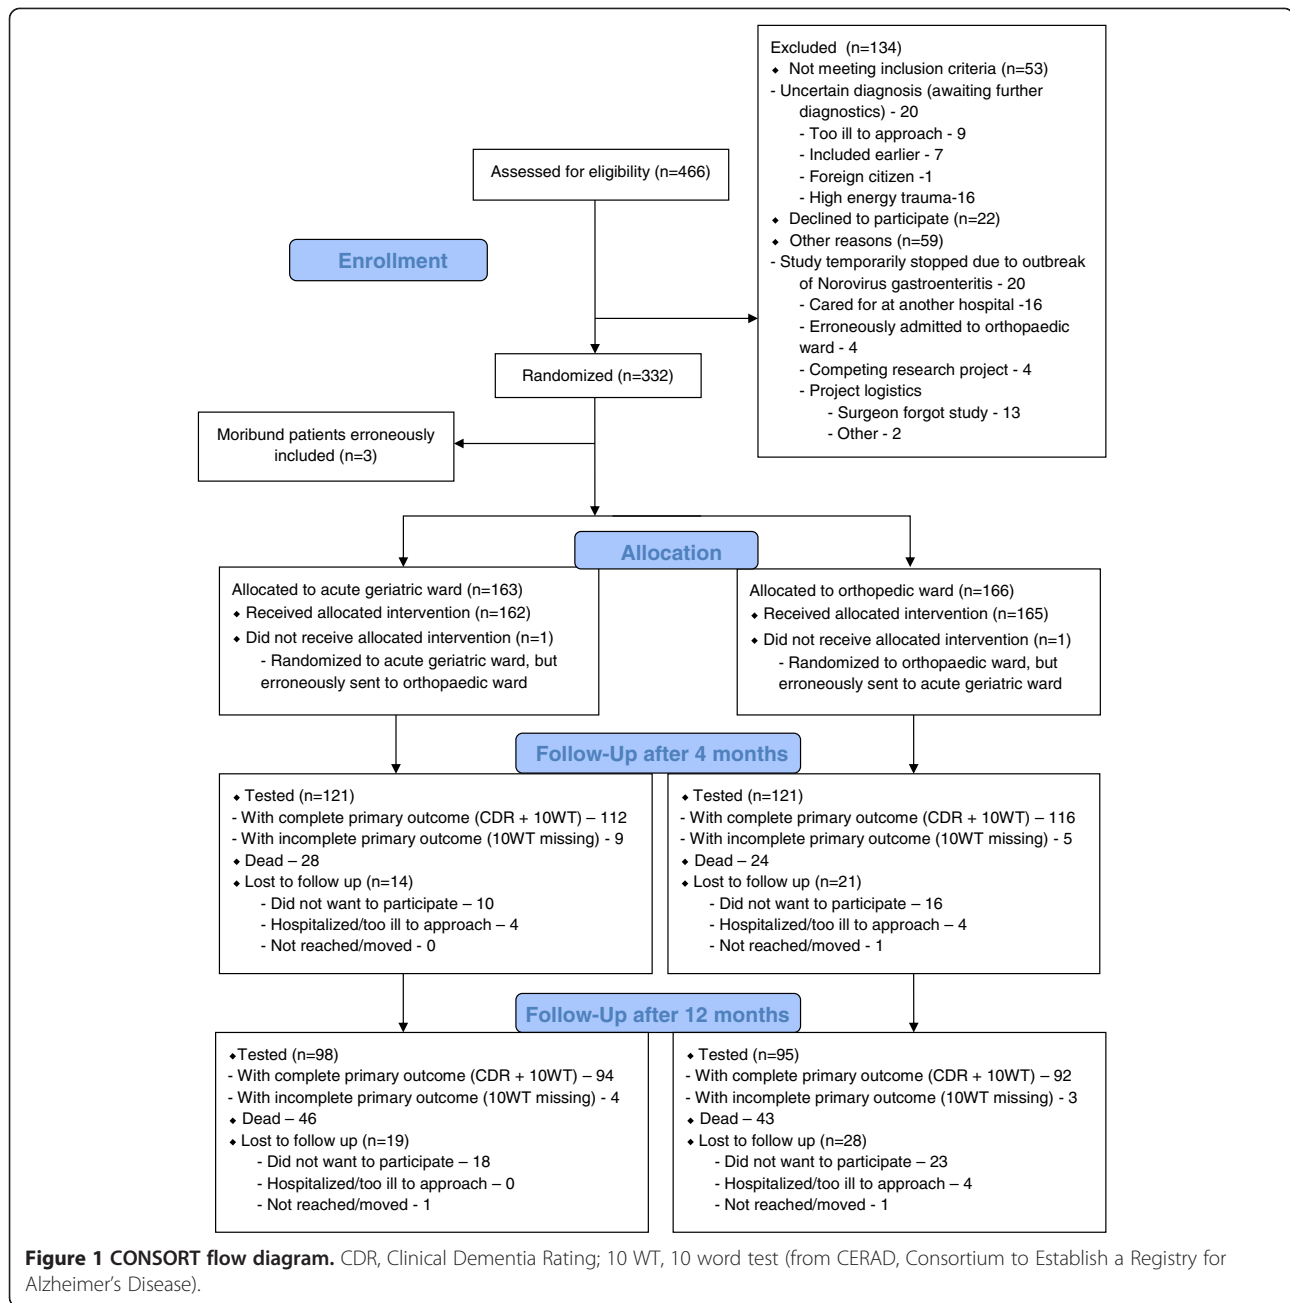 Assessed for eligibility (n=466)
Excluded (n=134)
⬥ Not meeting inclusion criteria (n=53)
- Uncertain diagnosis (awaiting further
diagnostics) - 20
- Too ill to approach - 9
- Included earlier - 7
- Foreign citizen -1
- High energy trauma-16
⬥ Declined to participate (n=22)
⬥ Other reasons (n=59)
- Study temporarily stopped due to outbreak
of Norovirus gastroenteritis - 20
- Cared for at another hospital -16
- Erroneously admitted to orthopaedic
ward - 4
- Competing research project - 4
- Project logistics
- Surgeon forgot study - 13
- Other - 2
Enrollment
Randomized (n=332)
Moribund patients erroneously
included (n=3)
Allocation
Allocated to acute geriatric ward (n=163)
⬥ Received allocated intervention (n=162)
⬥ Did not receive allocated intervention (n=1)
- Randomized to acute geriatric ward, but
erroneously sent to orthopaedic ward
Allocated to orthopedic ward (n=166)
⬥ Received allocated intervention (n=165)
⬥ Did not receive allocated intervention (n=1)
- Randomized to orthopaedic ward, but
erroneously sent to acute geriatric ward
Follow-Up after 4 months
⬥ Tested (n=121)
- With complete primary outcome (CDR + 10WT) – 112
- With incomplete primary outcome (10WT missing) - 9
⬥ Dead – 28
⬥ Lost to follow up (n=14)
- Did not want to participate – 10
- Hospitalized/too ill to approach – 4
- Not reached/moved - 0
⬥ Tested (n=121)
- With complete primary outcome (CDR + 10WT) – 116
- With incomplete primary outcome (10WT missing) - 5
⬥ Dead – 24
⬥ Lost to follow up (n=21)
- Did not want to participate – 16
- Hospitalized/too ill to approach – 4
- Not reached/moved - 1
Follow-Up after 12 months
⬥Tested (n=98)
- With complete primary outcome (CDR + 10WT) – 94
- With incomplete primary outcome (10WT missing) - 4
⬥ Dead – 46
⬥ Lost to follow up (n=19)
- Did not want to participate – 18
- Hospitalized/too ill to approach – 0
- Not reached/moved - 1
⬥ Tested (n=95)
- With complete primary outcome (CDR + 10WT) – 92
- With incomplete primary outcome (10WT missing) - 3
⬥ Dead – 43
⬥ Lost to follow up (n=28)
- Did not want to participate – 23
- Hospitalized/too ill to approach – 4
- Not reached/moved - 1
Figure 1 CONSORT flow diagram. CDR, Clinical Dementia Rating; 10 WT, 10 word test (from CERAD, Consortium to Establish a Registry for
Alzheimer's Disease).